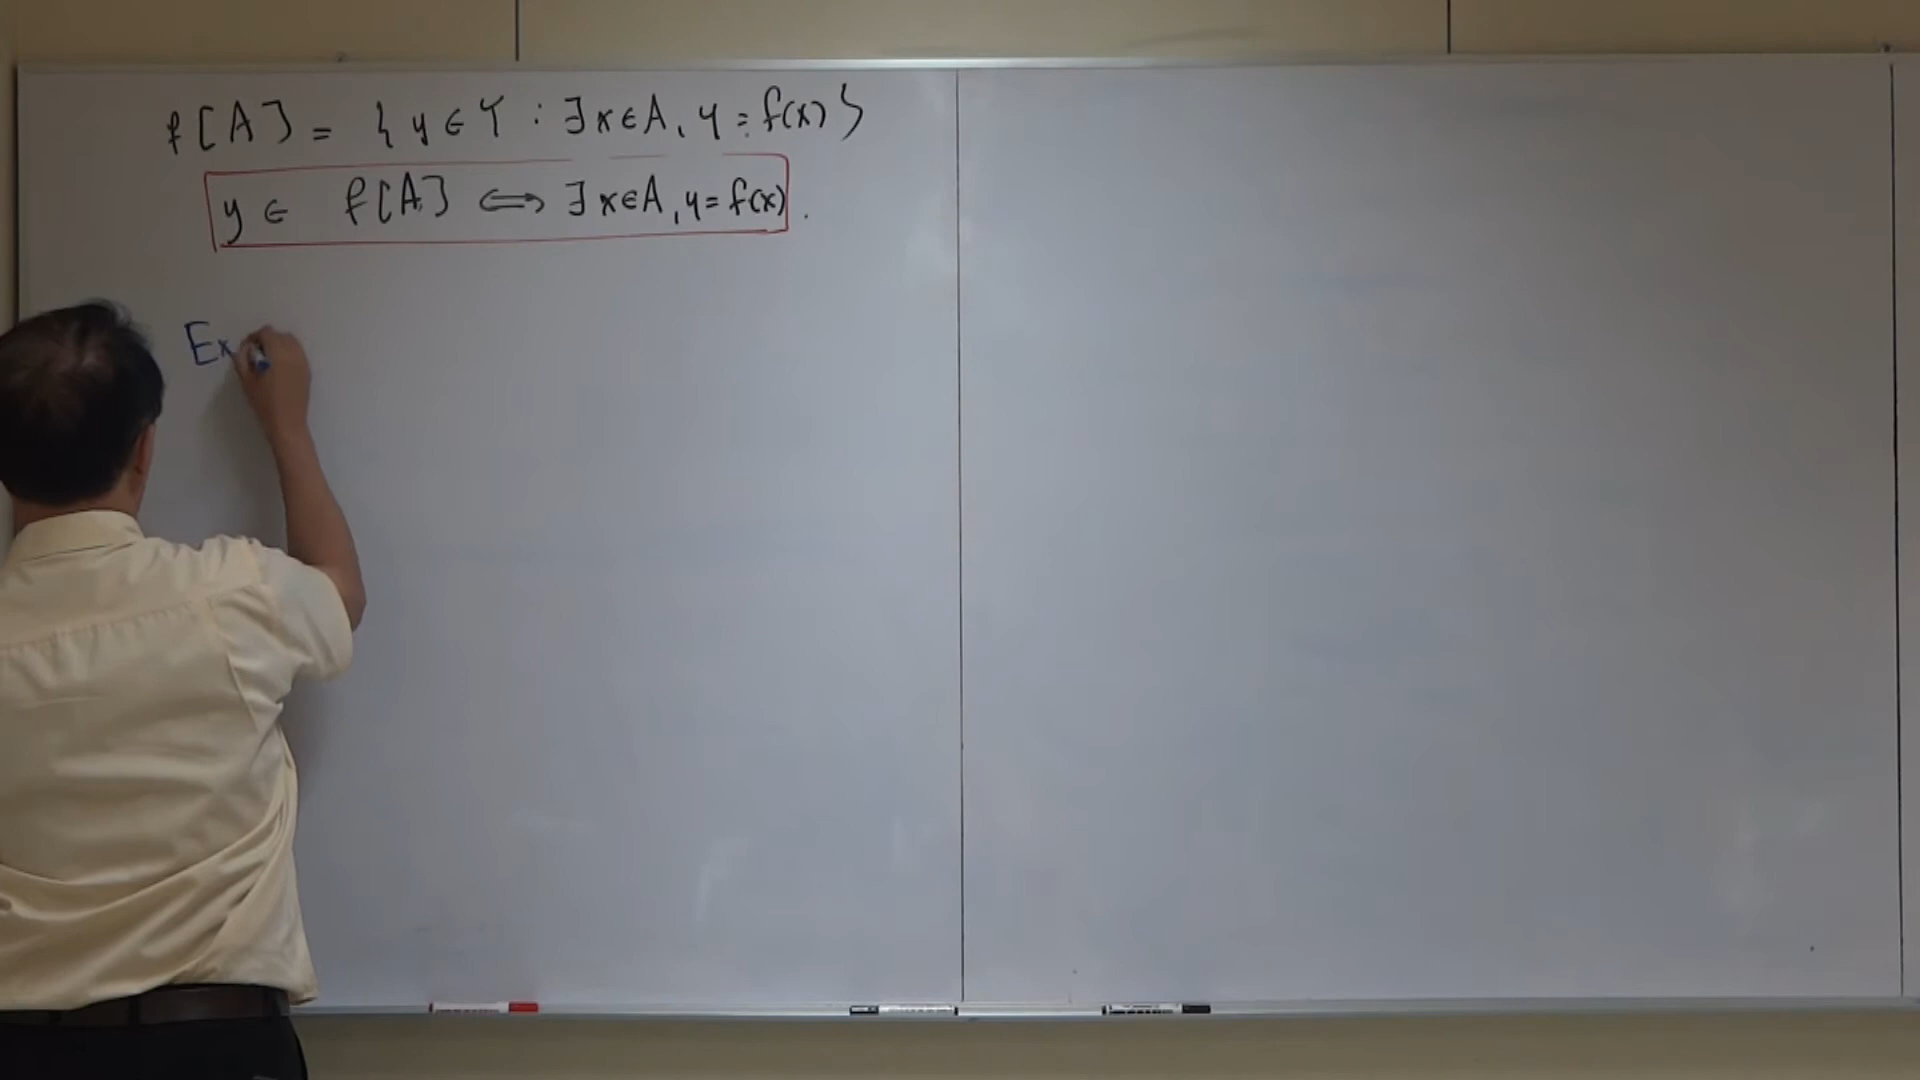 f[A] = { y ∈ Y : ∃ x ∈ A, y = f(x) }
y ∈ f[A] ⟺ ∃ x ∈ A, y = f(x).
Ex